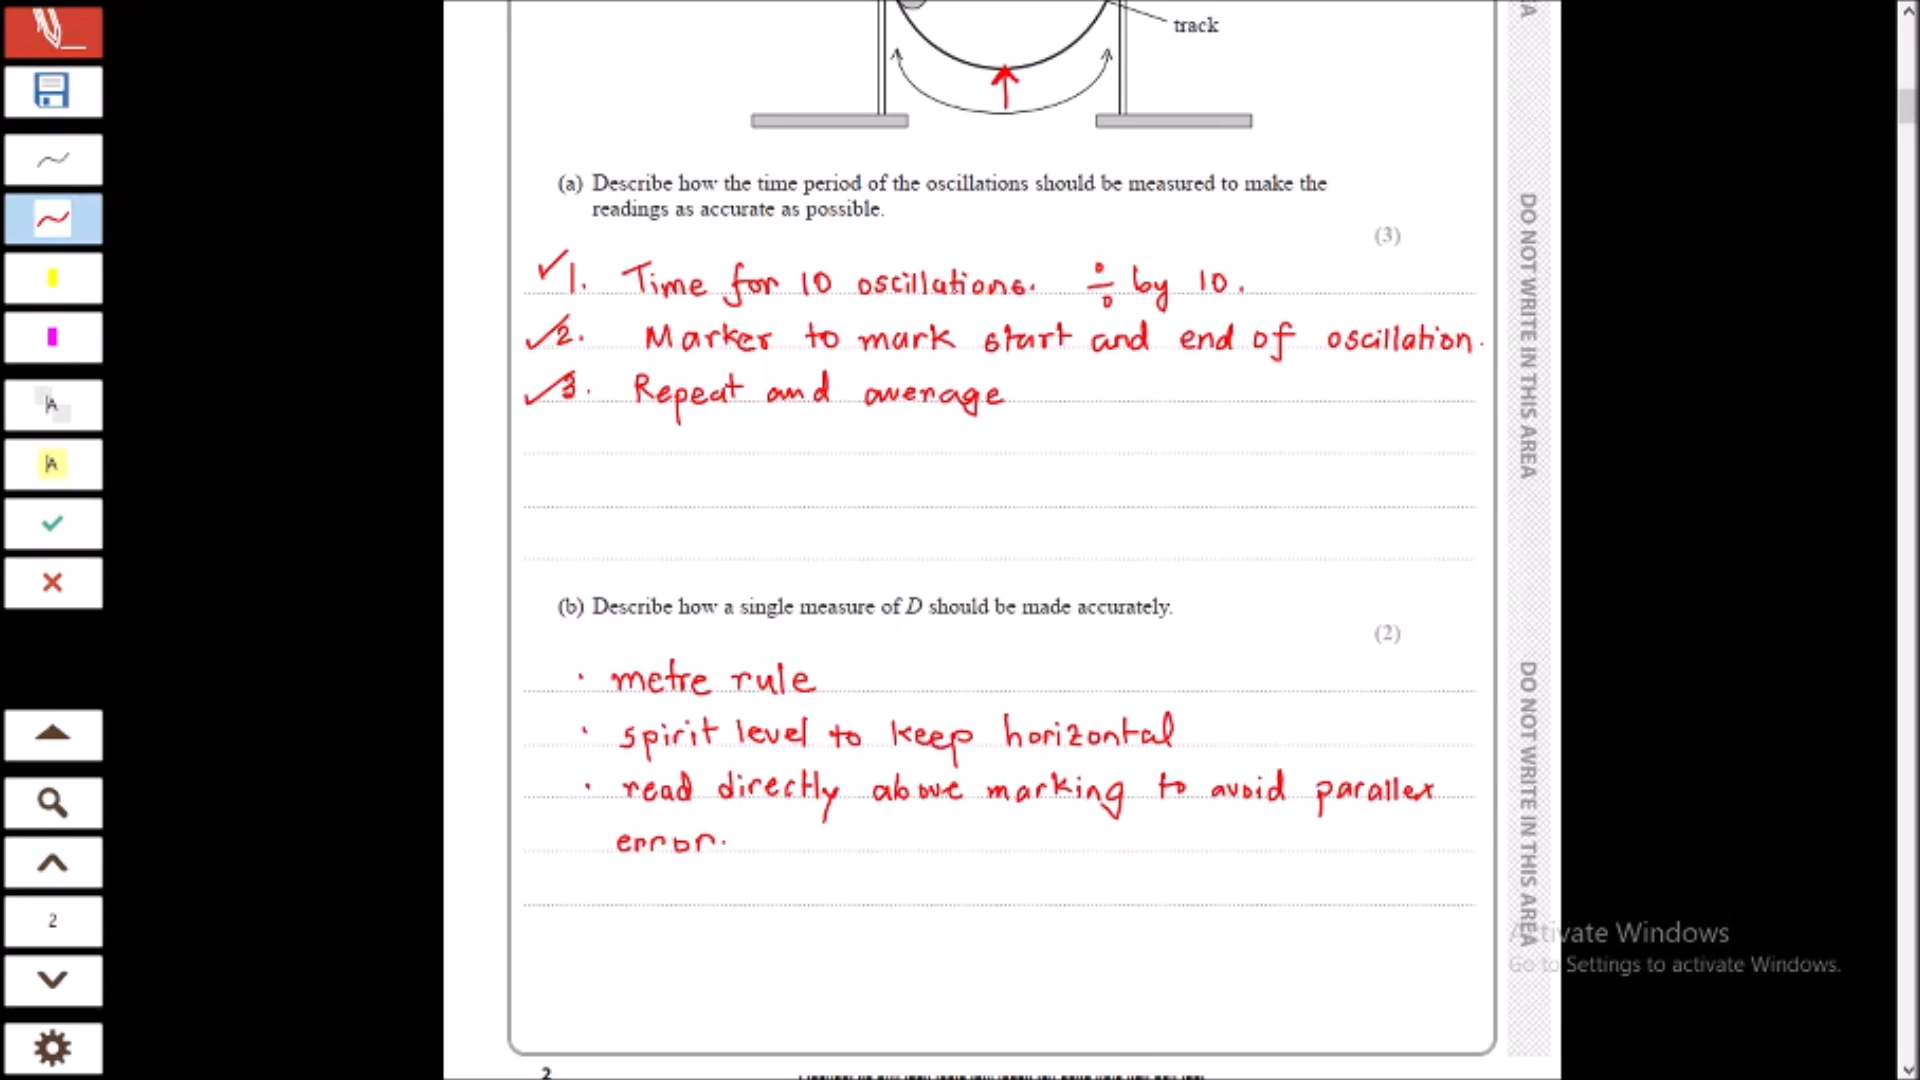 track
(a) Describe how the time period of the oscillations should be measured to make the
readings as accurate as possible.
(3)
1. Time for 10 oscillations. ÷ by 10.
2. Marker to mark start and end of oscillation.
3. Repeat and average
(b) Describe how a single measure of D should be made accurately.
(2)
· metre rule
· spirit level to keep horizontal
· read directly above marking to avoid parallex
error.
2
DO NOT WRITE IN THIS AREA
DO NOT WRITE IN THIS AREA
Activate Windows
Go to Settings to activate Windows.
2